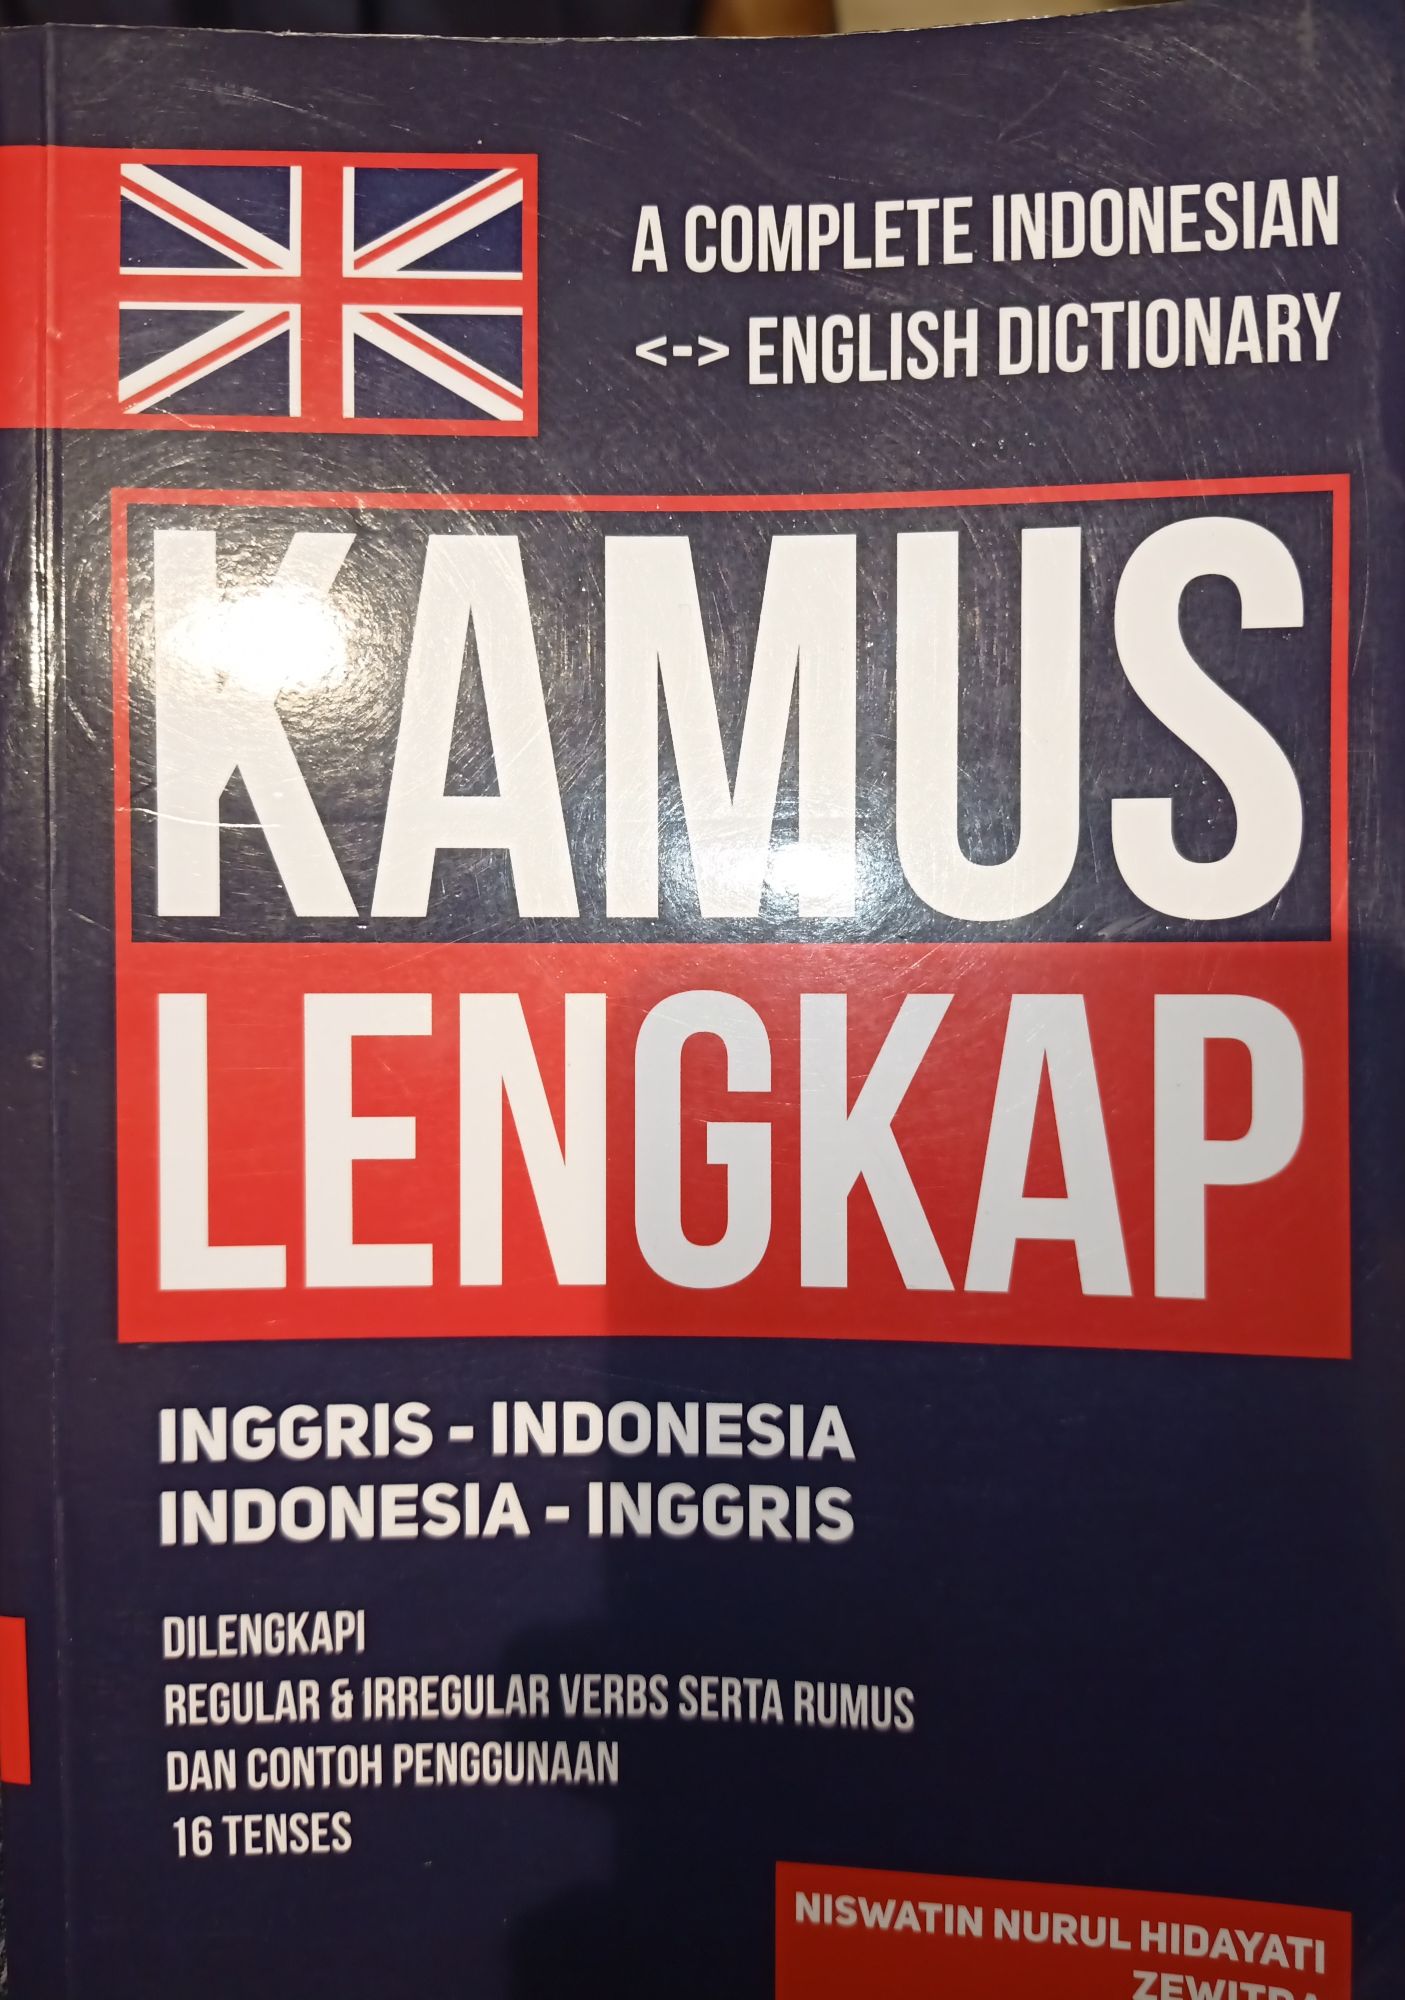 A COMPLETE INDONESIAN
<-> ENGLISH DICTIONARY
KAMUS
LENGKAP
INGGRIS - INDONESIA
INDONESIA - INGGRIS
DILENGKAPI
REGULAR & IRREGULAR VERBS SERTA RUMUS
DAN CONTOH PENGGUNAAN
16 TENSES
NISWATIN NURUL HIDAYATI